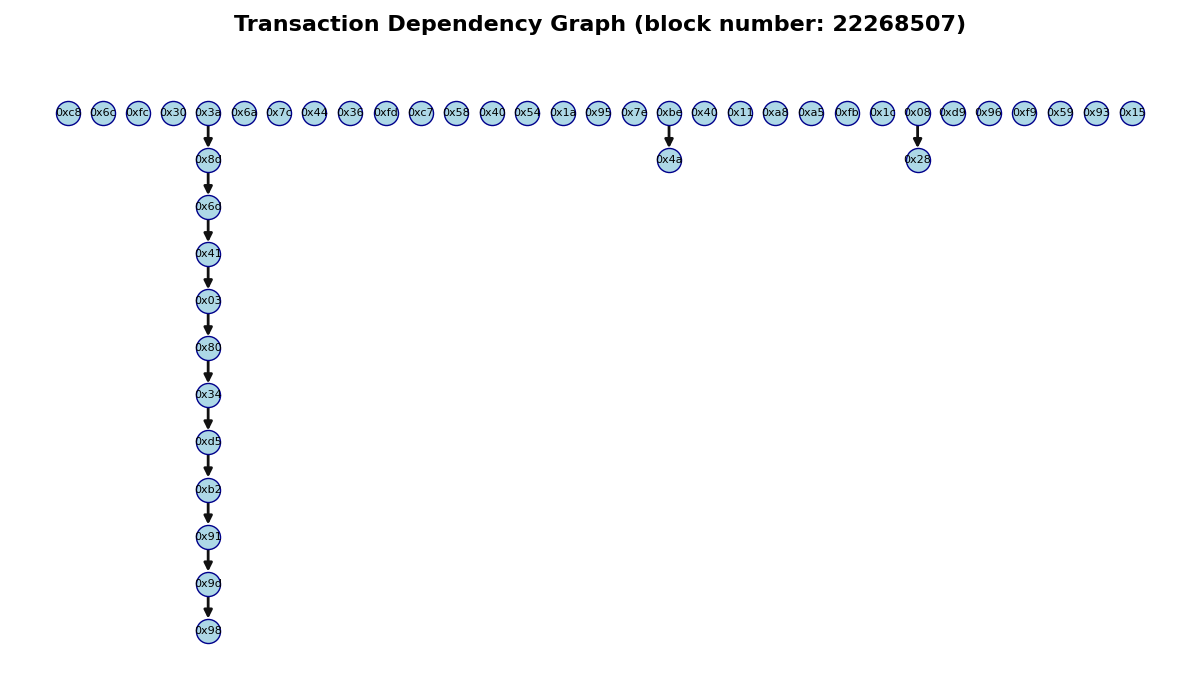 Transaction Dependency Graph (block number: 22268507)
0xc8 0x6c 0xfc 0x30 0x3a 0x6a 0x7c 0x44 0x36 0xfd 0xc7 0x58 0x40 0x54 0x1a 0x95 0x7e 0xbe 0x40 0x11 0xa8 0xa5 0xfb 0x1c 0x08 0xd9 0x96 0xf9 0x59 0x93 0x15
0x8d 0x4a 0x28
0x6d
0x41
0x03
0x80
0x34
0xd5
0xb2
0x91
0x9d
0x98